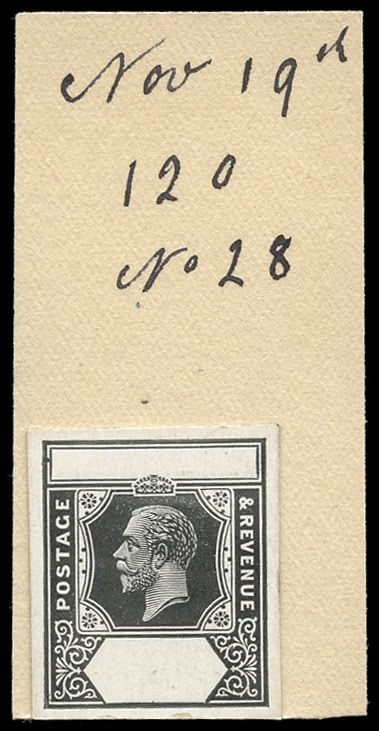 Nov 19th
120
No 28
POSTAGE
& REVENUE